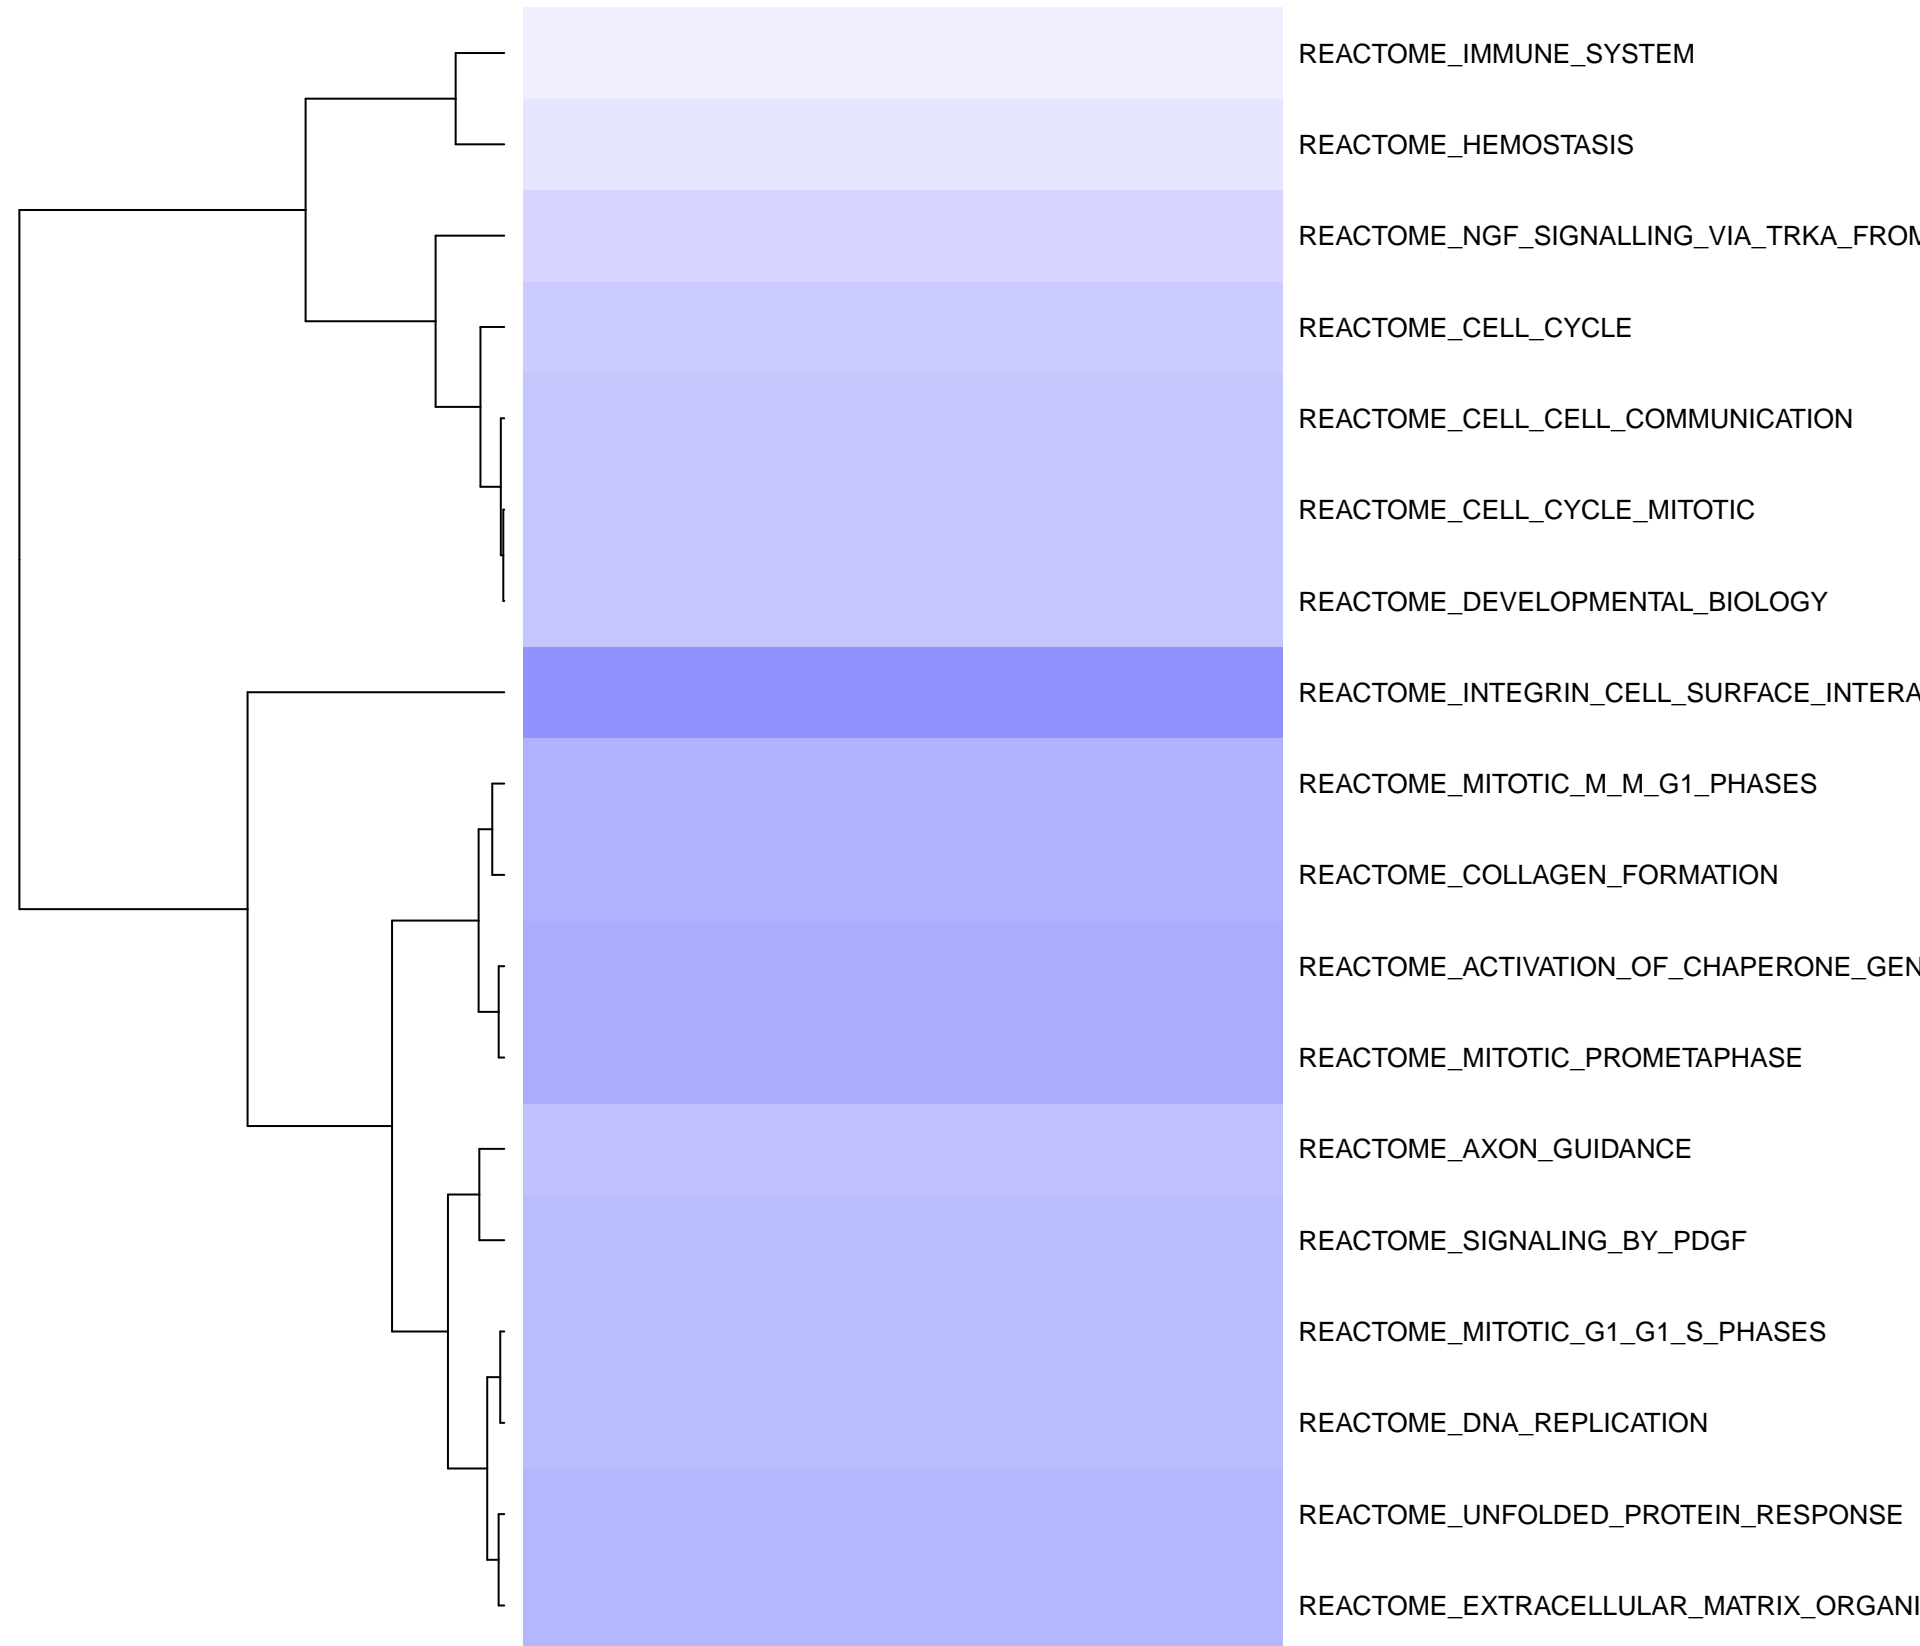 REACTOME_IMMUNE_SYSTEM
REACTOME_HEMOSTASIS
REACTOME_NGF_SIGNALLING_VIA_TRKA_FROM
REACTOME_CELL_CYCLE
REACTOME_CELL_CELL_COMMUNICATION
REACTOME_CELL_CYCLE_MITOTIC
REACTOME_DEVELOPMENTAL_BIOLOGY
REACTOME_INTEGRIN_CELL_SURFACE_INTERA
REACTOME_MITOTIC_M_M_G1_PHASES
REACTOME_COLLAGEN_FORMATION
REACTOME_ACTIVATION_OF_CHAPERONE_GEN
REACTOME_MITOTIC_PROMETAPHASE
REACTOME_AXON_GUIDANCE
REACTOME_SIGNALING_BY_PDGF
REACTOME_MITOTIC_G1_G1_S_PHASES
REACTOME_DNA_REPLICATION
REACTOME_UNFOLDED_PROTEIN_RESPONSE
REACTOME_EXTRACELLULAR_MATRIX_ORGANI